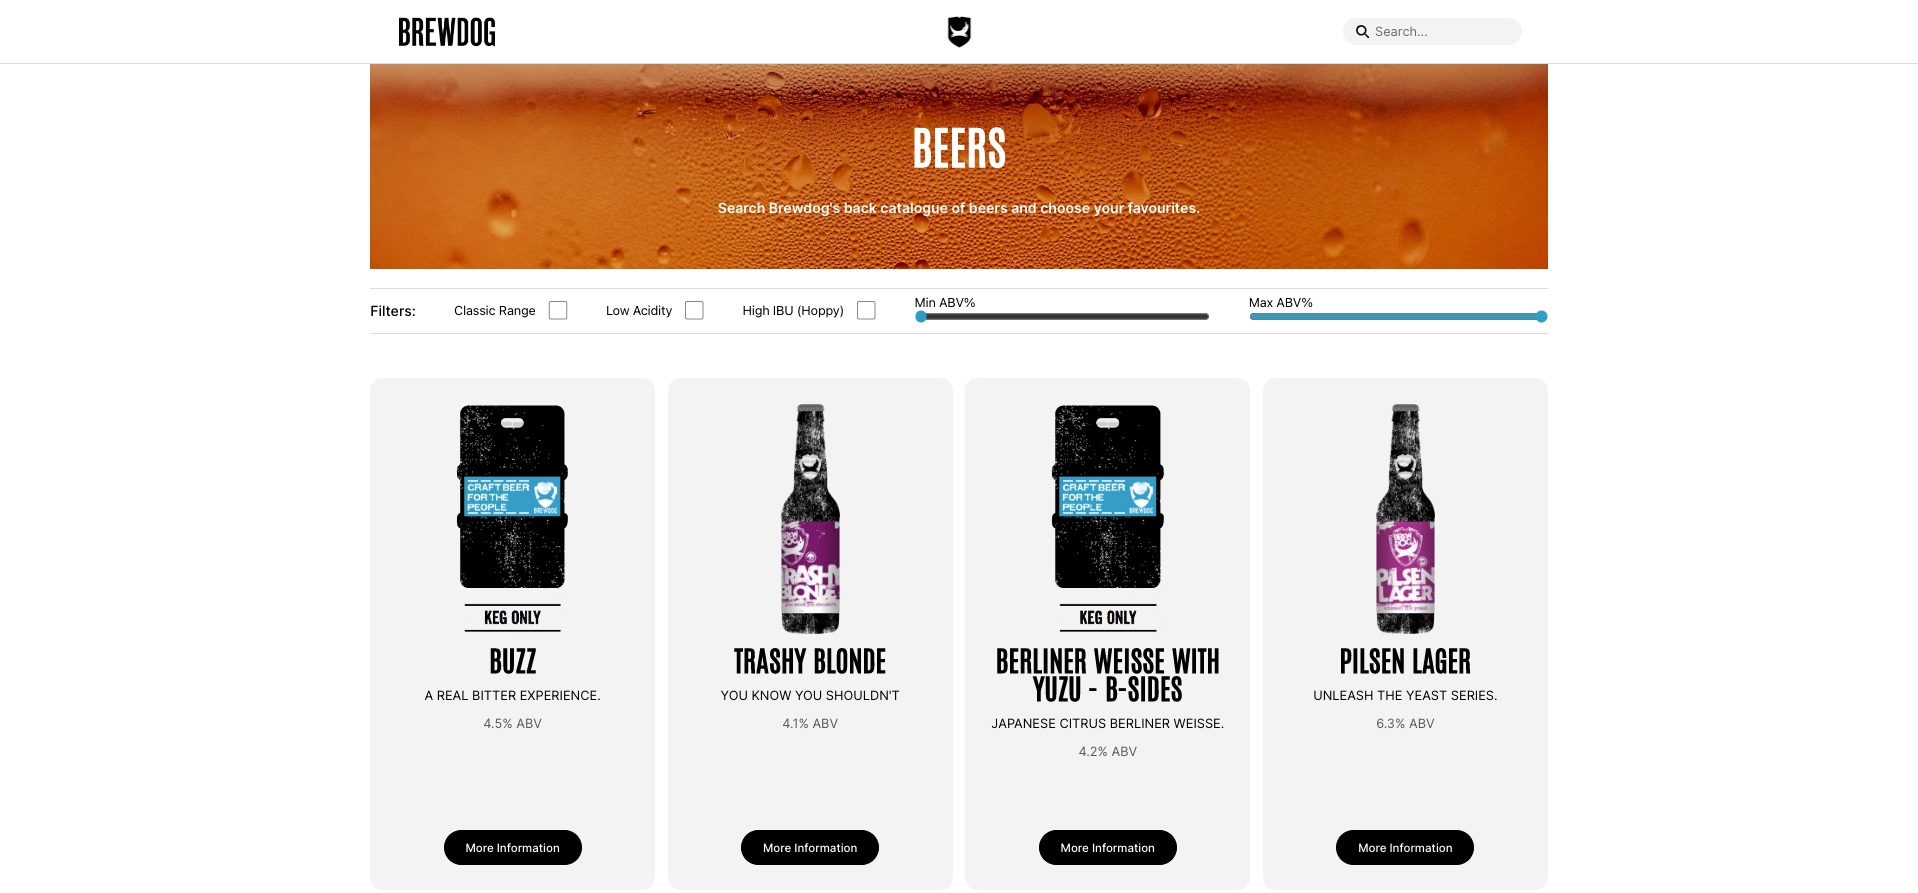 BREWDOG
Search...
BEERS
Search Brewdog's back catalogue of beers and choose your favourites.
Filters:
Classic Range
Low Acidity
High IBU (Hoppy)
Min ABV%
Max ABV%
CRAFT BEER
FOR THE
PEOPLE
BREWDOG
KEG ONLY
BUZZ
A REAL BITTER EXPERIENCE.
4.5% ABV
More Information
TRASHY
BLONDE
TRASHY BLONDE
YOU KNOW YOU SHOULDN'T
4.1% ABV
More Information
CRAFT BEER
FOR THE
PEOPLE
BREWDOG
KEG ONLY
BERLINER WEISSE WITH
YUZU - B-SIDES
JAPANESE CITRUS BERLINER WEISSE.
4.2% ABV
More Information
BREW
DOG
PILSEN
LAGER
PILSEN LAGER
UNLEASH THE YEAST SERIES.
6.3% ABV
More Information